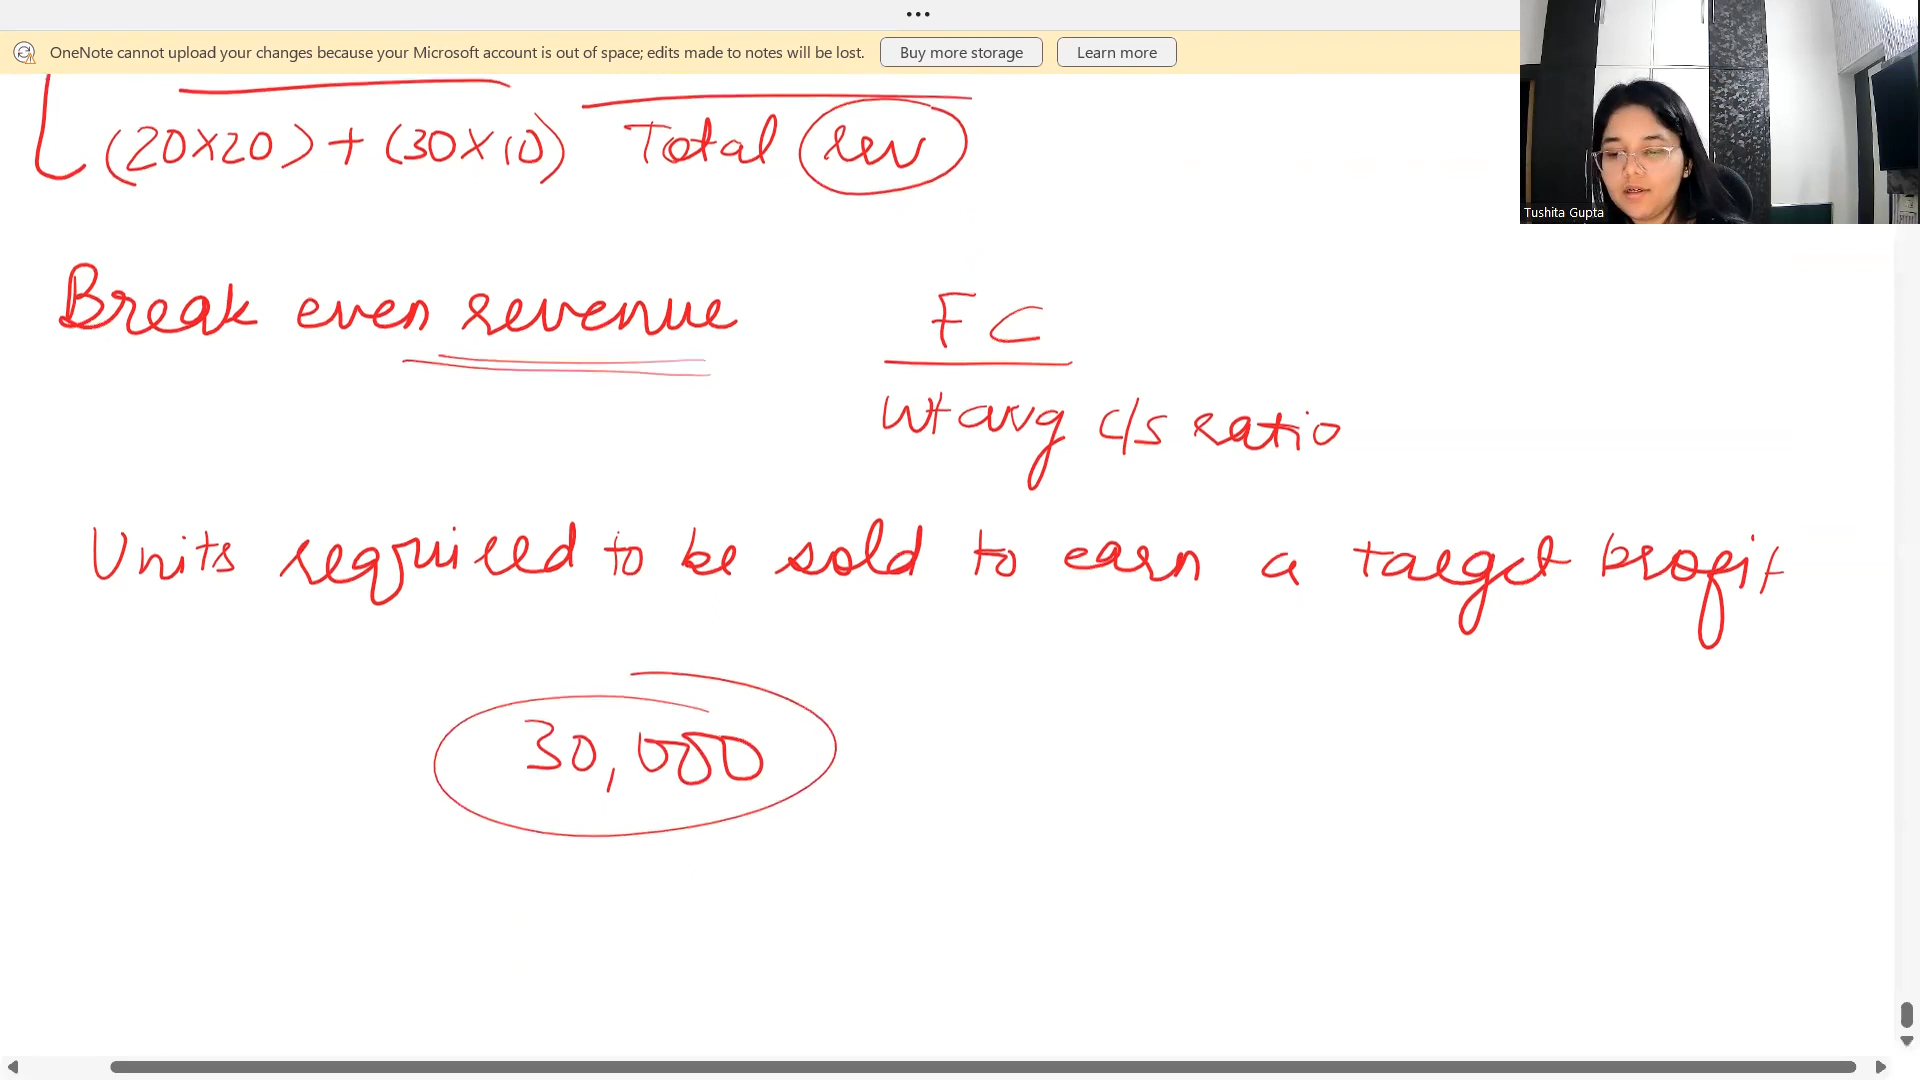 OneNote cannot upload your changes because your Microsoft account is out of space; edits made to notes will be lost. Buy more storage Learn more
(20×20) + (30×10) Total rev
Tushita Gupta
Break even revenue FC
wt avg c/s ratio
Units required to be sold to earn a target profit
30,000